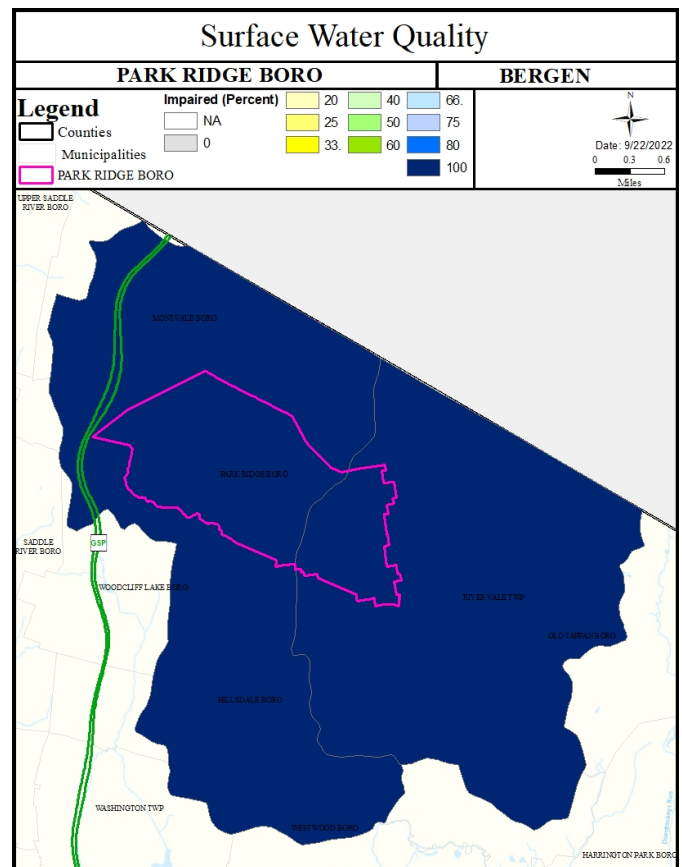 Surface Water Quality
PARK RIDGE BORO
BERGEN
Legend
Counties
Municipalities
PARK RIDGE BORO
Impaired (Percent)
NA
0
20
25
33.
40
50
60
66.
75
80
100
N
Date: 9/22/2022
0 0.3 0.6
Miles
UPPER SADDLE
RIVER BORO
MONTVALE BORO
PARK RIDGE BORO
SADDLE
RIVER BORO
GSP
WOODCLIFF LAKE BORO
RIVER VALE TWP
OLD TAPPAN BORO
HILLSDALE BORO
WASHINGTON TWP
WESTWOOD BORO
HARRINGTON PARK BORO